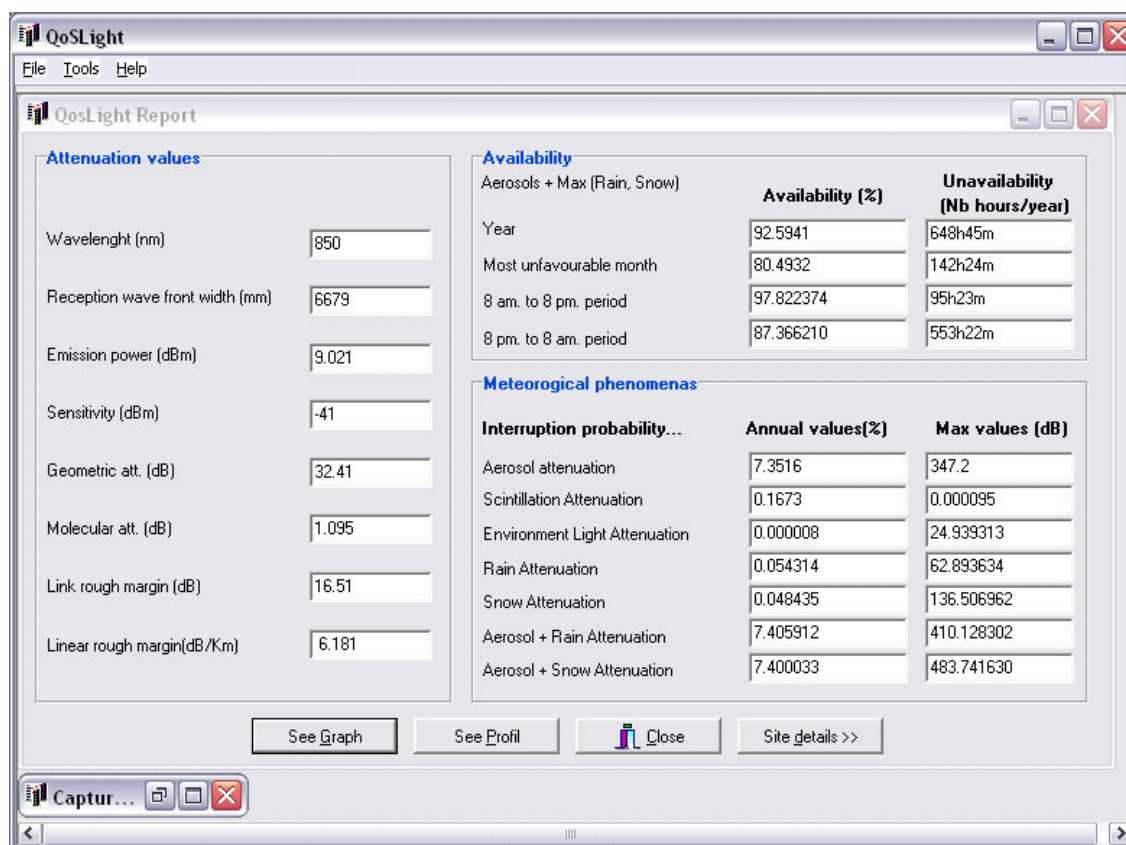 QoSLight
File Tools Help
QosLight Report
Attenuation values
Wavelenght (nm) 850
Reception wave front width (mm) 6679
Emission power (dBm) 9.021
Sensitivity (dBm) -41
Geometric att. (dB) 32.41
Molecular att. (dB) 1.095
Link rough margin (dB) 16.51
Linear rough margin(dB/Km) 6.181
Availability
Aerosols + Max (Rain, Snow) Availability (%) Unavailability (Nb hours/year)
Year 92.5941 648h45m
Most unfavourable month 80.4932 142h24m
8 am. to 8 pm. period 97.822374 95h23m
8 pm. to 8 am. period 87.366210 553h22m
Meteorogical phenomenas
Interruption probability... Annual values(%) Max values (dB)
Aerosol attenuation 7.3516 347.2
Scintillation Attenuation 0.1673 0.000095
Environment Light Attenuation 0.000008 24.939313
Rain Attenuation 0.054314 62.893634
Snow Attenuation 0.048435 136.506962
Aerosol + Rain Attenuation 7.405912 410.128302
Aerosol + Snow Attenuation 7.400033 483.741630
See Graph See Profil Close Site details >>
Captur...